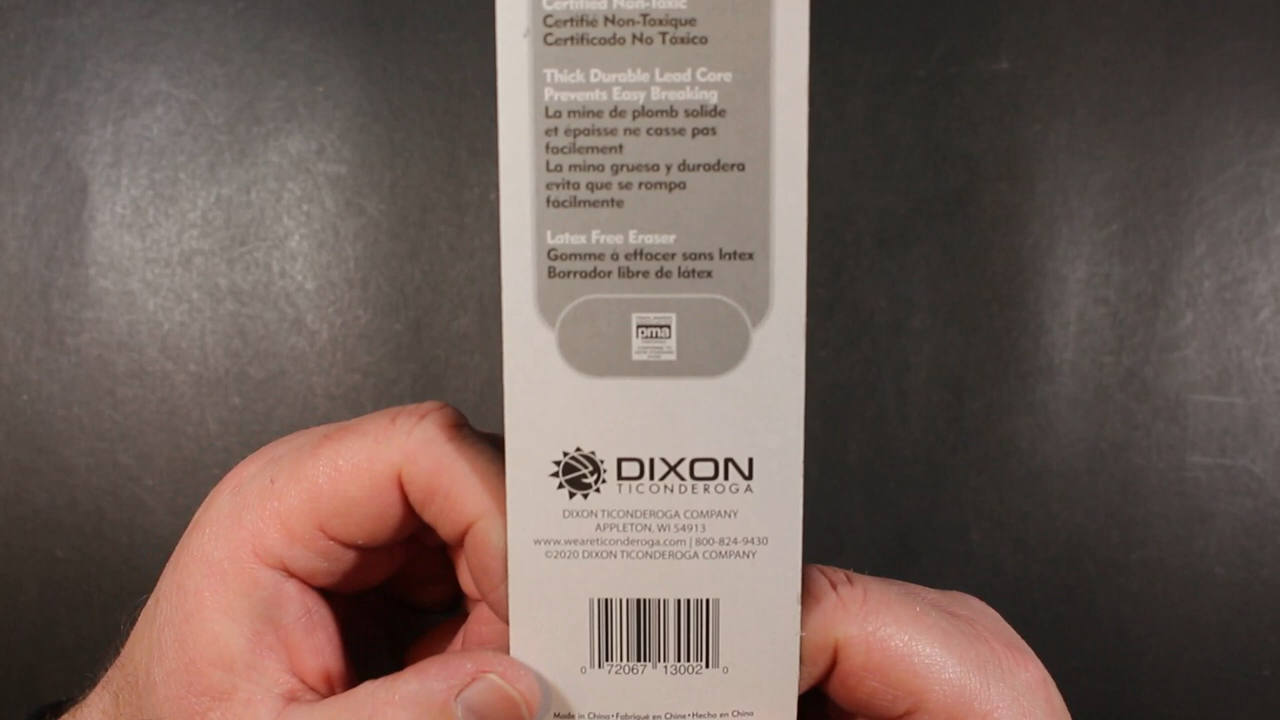 Certified Non-Toxic
Certifié Non-Toxique
Certificado No Tóxico
Thick Durable Lead Core
Prevents Easy Breaking
La mine de plomb solide
et épaisse ne casse pas
facilement
La mina gruesa y duradera
evita que se rompa
fácilmente
Latex Free Eraser
Gomme à effacer sans latex
Borrador libre de látex
pma
DIXON
TICONDEROGA
DIXON TICONDEROGA COMPANY
APPLETON, WI 54913
www.weareticonderoga.com | 800-824-9430
©2020 DIXON TICONDEROGA COMPANY
0 72067 13002 0
Made in China • Fabriqué en Chine • Hecho en China